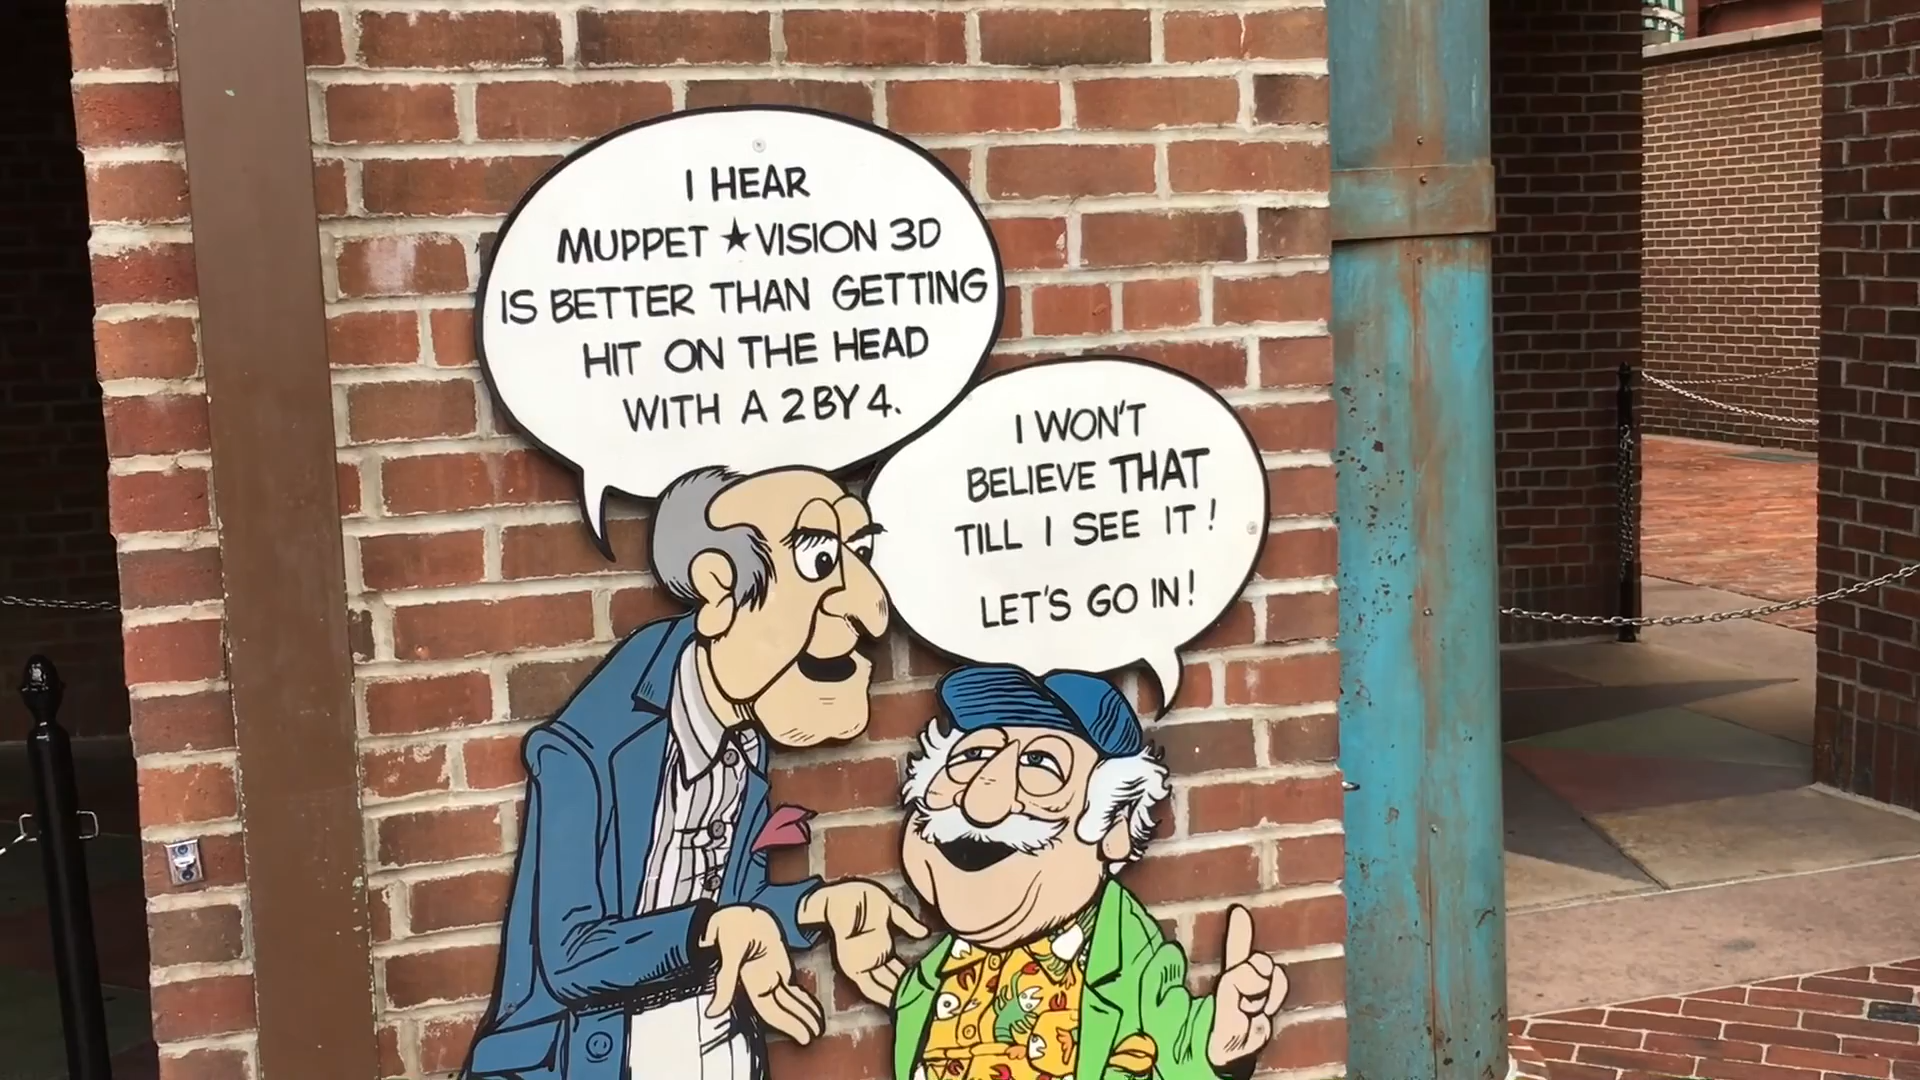 I HEAR
MUPPET ★ VISION 3D
IS BETTER THAN GETTING
HIT ON THE HEAD
WITH A 2 BY 4.
I WON'T
BELIEVE THAT
TILL I SEE IT!
LET'S GO IN!